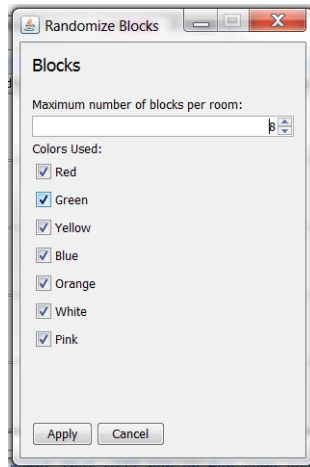 Randomize Blocks
Blocks
Maximum number of blocks per room:
8
Colors Used:
Red
Green
Yellow
Blue
Orange
White
Pink
Apply Cancel